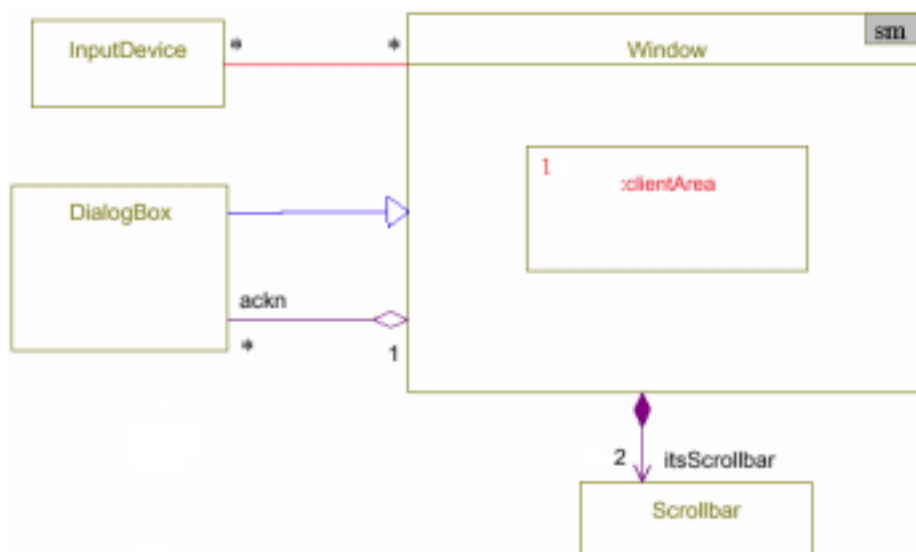 InputDevice
*
*
Window
sm
1
:clientArea
DialogBox
ackn
*
1
2
itsScrollbar
Scrollbar